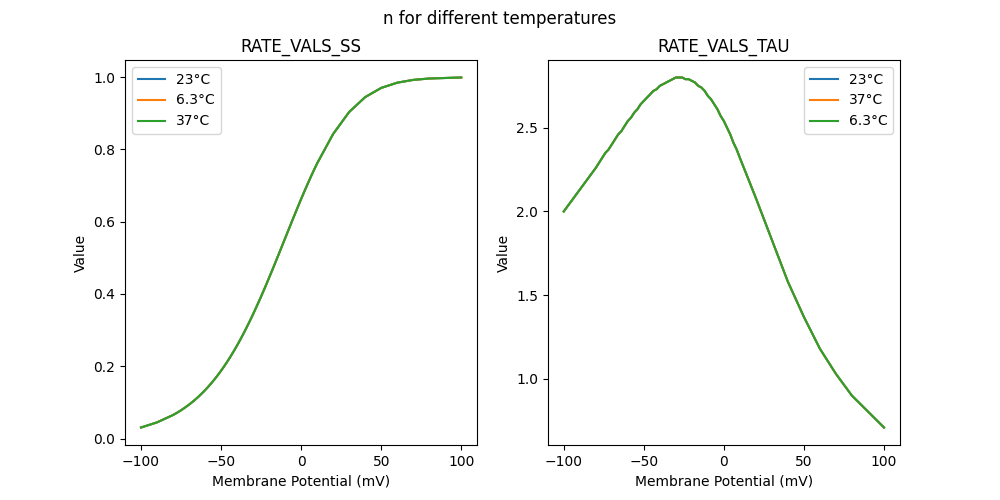 n for different temperatures
RATE_VALS_SS
1.0
0.8
0.6
0.4
0.2
0.0
Value
23°C
6.3°C
37°C
−100
−50
0
50
100
Membrane Potential (mV)
RATE_VALS_TAU
2.5
2.0
1.5
1.0
Value
23°C
37°C
6.3°C
−100
−50
0
50
100
Membrane Potential (mV)